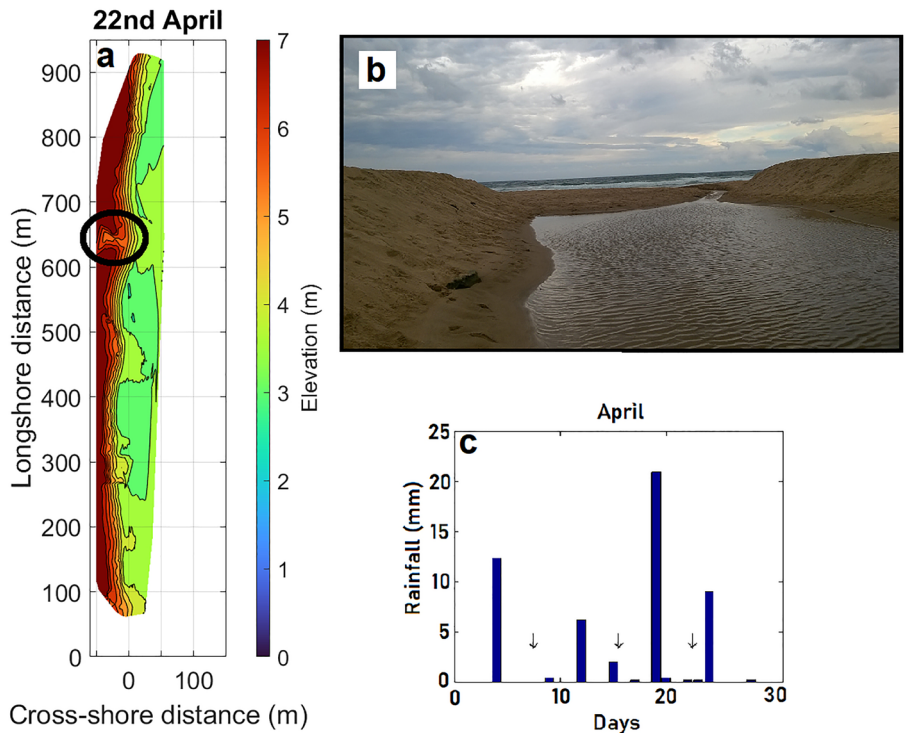 22nd April
a
900
800
700
600
500
400
300
200
100
0
0 100
Longshore distance (m)
Cross-shore distance (m)
7
6
5
4
3
2
1
0
Elevation (m)
b
April
c
25
20
15
10
5
0
0 10 20 30
Rainfall (mm)
Days